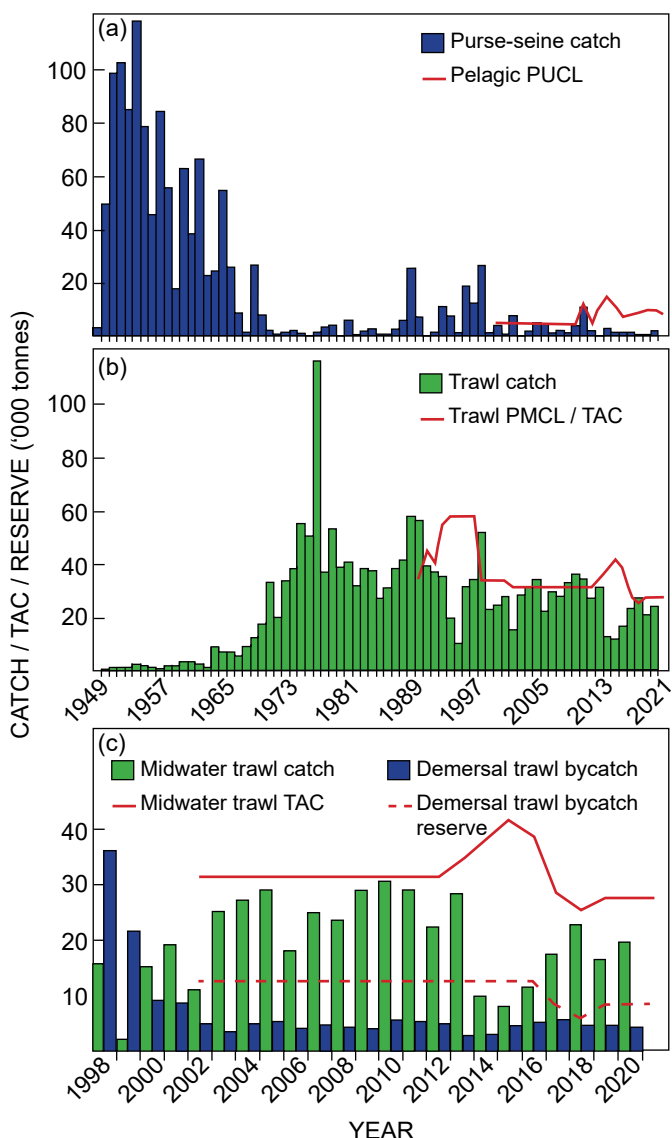 (a)
Purse-seine catch
Pelagic PUCL
100
80
60
40
20
(b)
Trawl catch
Trawl PMCL / TAC
100
80
60
40
20
1949
1957
1965
1973
1981
1989
1997
2005
2013
2021
CATCH / TAC / RESERVE (‘000 tonnes)
(c)
Midwater trawl catch
Demersal trawl bycatch
Midwater trawl TAC
Demersal trawl bycatch
reserve
40
30
20
10
1998
2000
2002
2004
2006
2008
2010
2012
2014
2016
2018
2020
YEAR